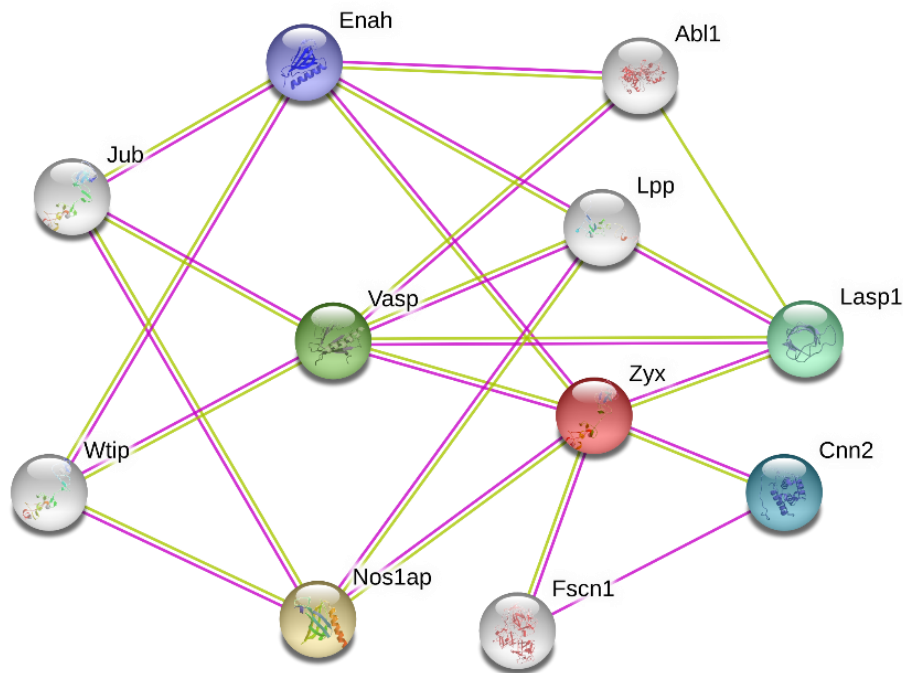 Enah
Abl1
Jub
Lpp
Vasp
Lasp1
Zyx
Wtip
Cnn2
Nos1ap
Fscn1